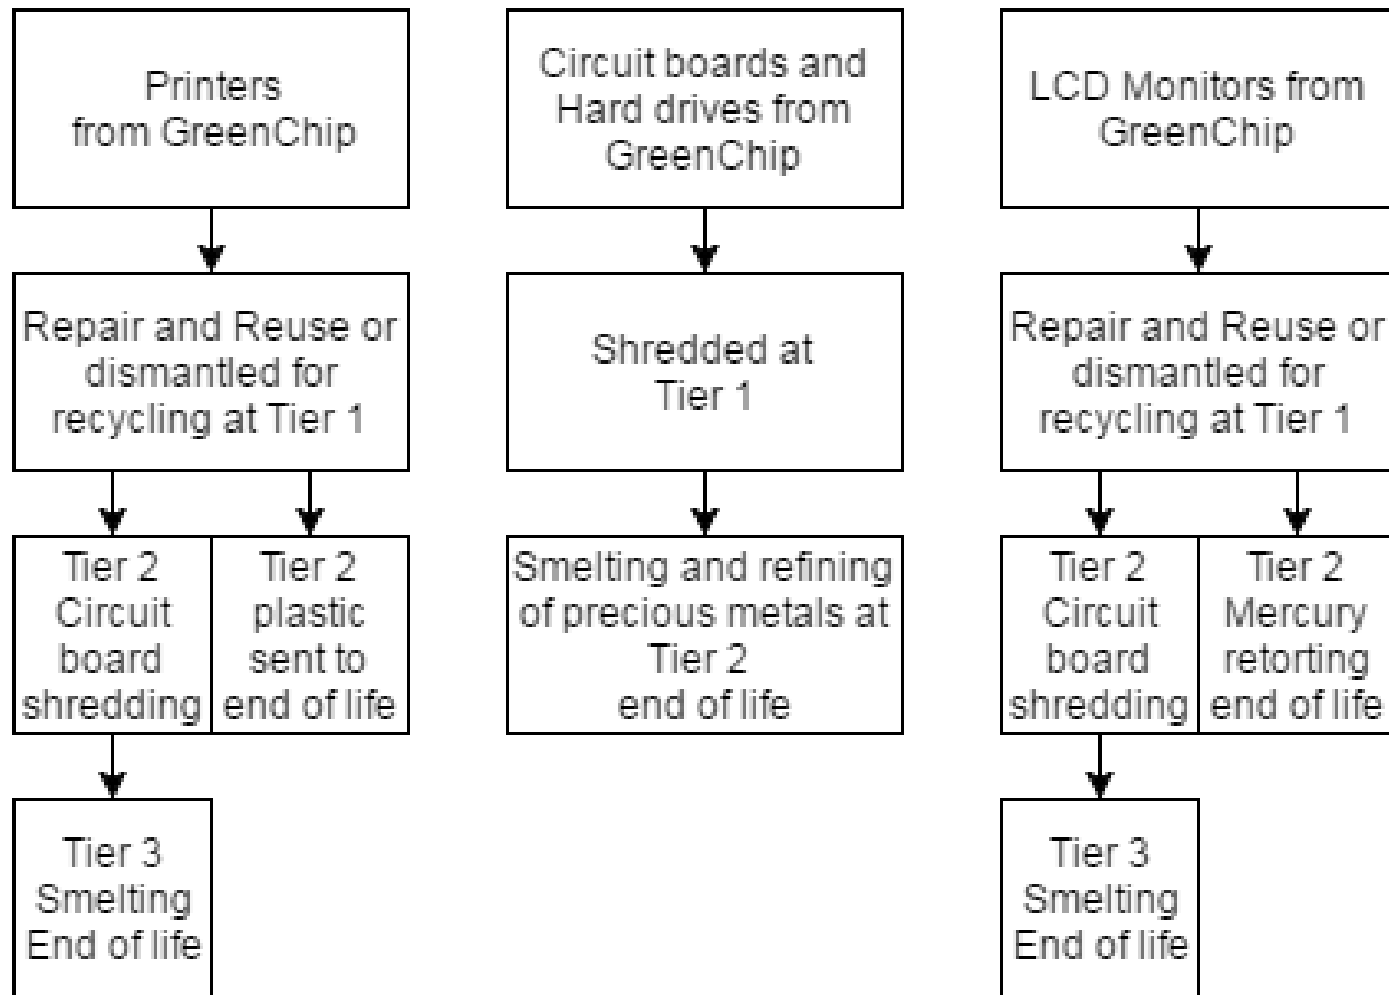 Printers
from GreenChip
Circuit boards and
Hard drives from
GreenChip
LCD Monitors from
GreenChip
Repair and Reuse or
dismantled for
recycling at Tier 1
Shredded at
Tier 1
Repair and Reuse or
dismantled for
recycling at Tier 1
Tier 2
Circuit
board
shredding
Tier 2
plastic
sent to
end of life
Smelting and refining
of precious metals at
Tier 2
end of life
Tier 2
Circuit
board
shredding
Tier 2
Mercury
retorting
end of life
Tier 3
Smelting
End of life
Tier 3
Smelting
End of life